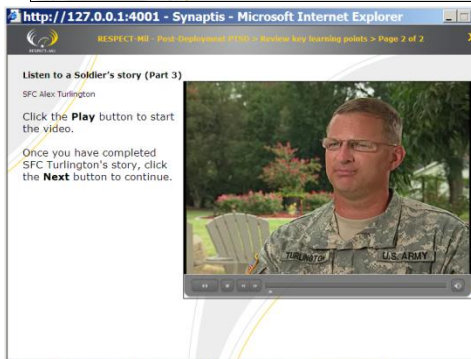 http://127.0.0.1:4001 - Synaptis - Microsoft Internet Explorer
RESPECT-Mil - Post-Deployment PTSD > Review key learning points > Page 2 of 2
RESPECT-Mil
Listen to a Soldier's story (Part 3)
SFC Alex Turlington
Click the Play button to start
the video.
Once you have completed
SFC Turlington's story, click
the Next button to continue.
TURLINGTON
U.S. ARMY